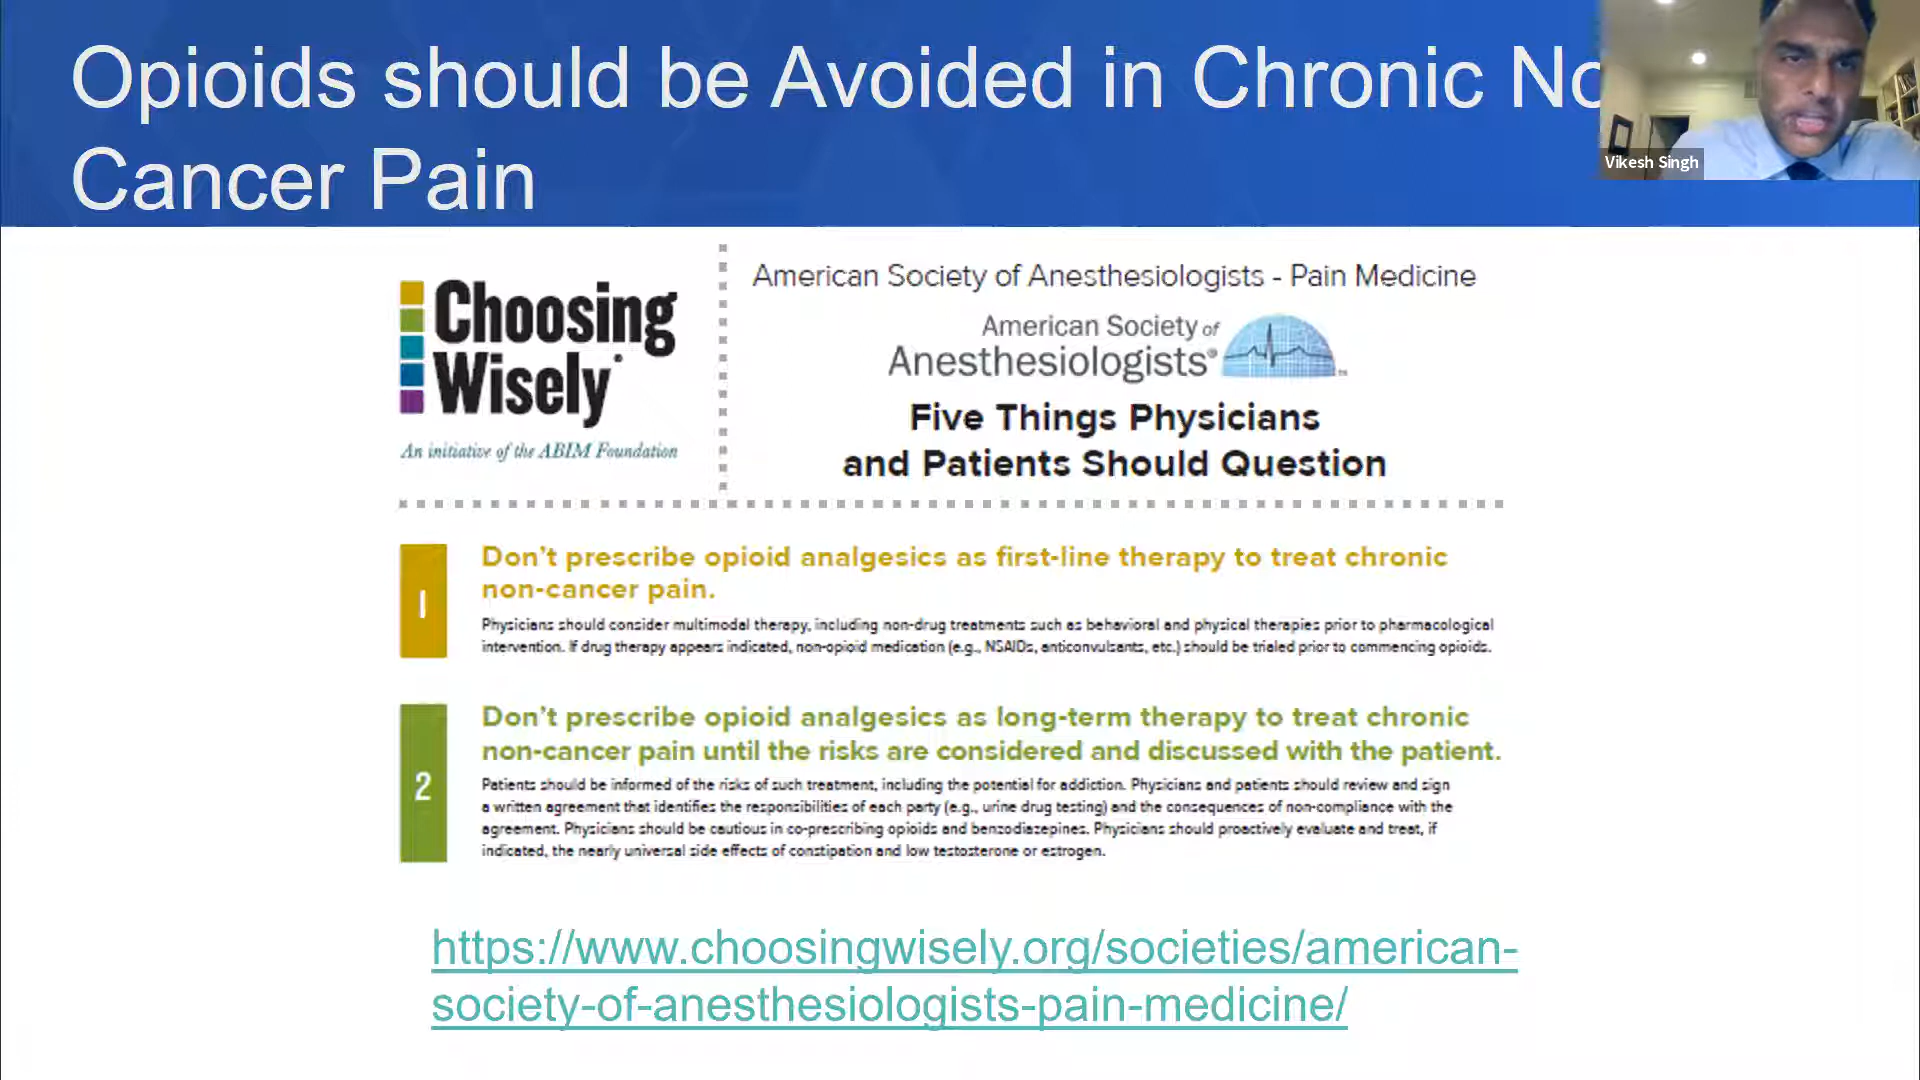 Opioids should be Avoided in Chronic No
Cancer Pain
Vikesh Singh
Choosing
Wisely®
An initiative of the ABIM Foundation
American Society of Anesthesiologists - Pain Medicine
American Society of
Anesthesiologists®
™
Five Things Physicians
and Patients Should Question
1
Don't prescribe opioid analgesics as first-line therapy to treat chronic
non-cancer pain.
Physicians should consider multimodal therapy, including non-drug treatments such as behavioral and physical therapies prior to pharmacological
intervention. If drug therapy appears indicated, non-opioid medication (e.g., NSAIDs, anticonvulsants, etc.) should be trialed prior to commencing opioids.
2
Don't prescribe opioid analgesics as long-term therapy to treat chronic
non-cancer pain until the risks are considered and discussed with the patient.
Patients should be informed of the risks of such treatment, including the potential for addiction. Physicians and patients should review and sign
a written agreement that identifies the responsibilities of each party (e.g., urine drug testing) and the consequences of non-compliance with the
agreement. Physicians should be cautious in co-prescribing opioids and benzodiazepines. Physicians should proactively evaluate and treat, if
indicated, the nearly universal side effects of constipation and low testosterone or estrogen.
https://www.choosingwisely.org/societies/american-
society-of-anesthesiologists-pain-medicine/